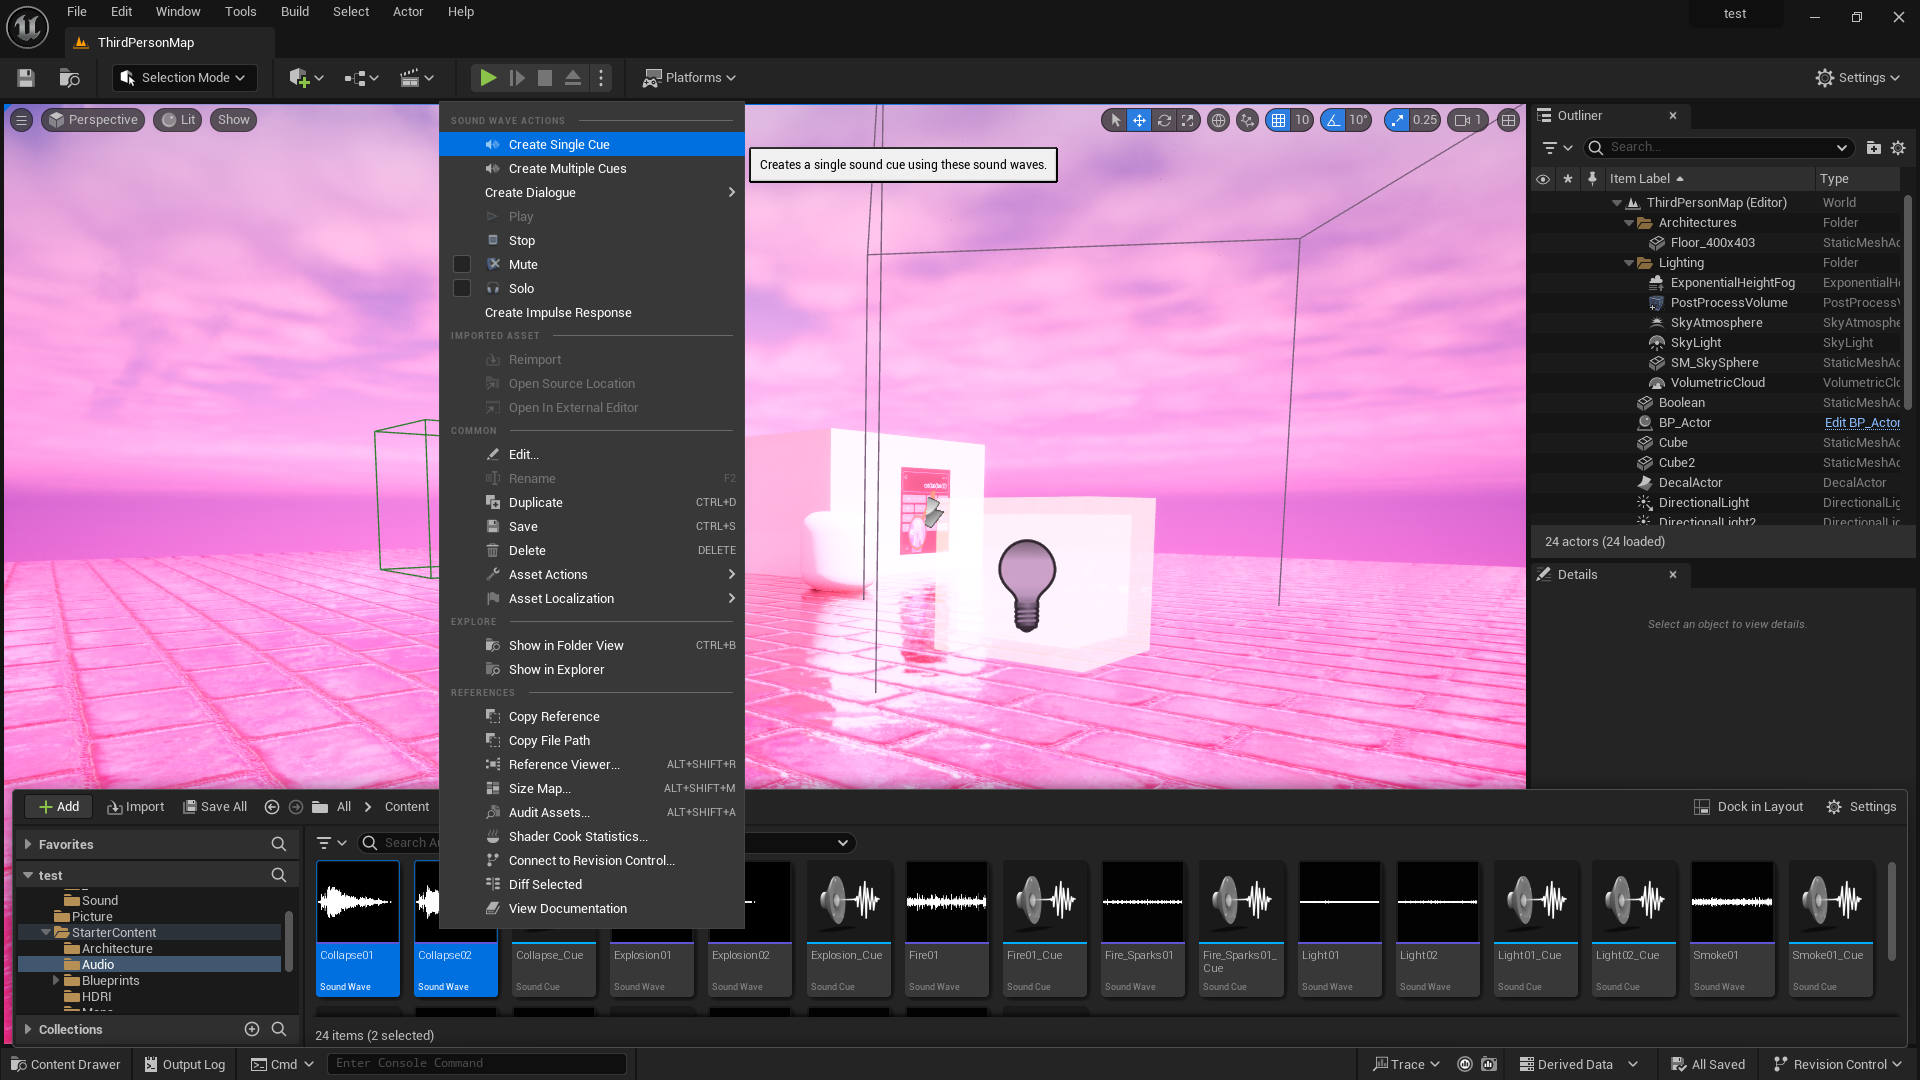 File Edit Window Tools Build Select Actor Help
test
ThirdPersonMap
Selection Mode
Platforms
Settings
Perspective
Lit
Show
10
10°
0.25
1
SOUND WAVE ACTIONS
Create Single Cue
Create Multiple Cues
Create Dialogue
Play
Stop
Mute
Solo
Create Impulse Response
IMPORTED ASSET
Reimport
Open Source Location
Open In External Editor
COMMON
Edit...
Rename F2
Duplicate CTRL+D
Save CTRL+S
Delete DELETE
Asset Actions
Asset Localization
EXPLORE
Show in Folder View CTRL+B
Show in Explorer
REFERENCES
Copy Reference
Copy File Path
Reference Viewer... ALT+SHIFT+R
Size Map... ALT+SHIFT+M
Audit Assets... ALT+SHIFT+A
Shader Cook Statistics...
Connect to Revision Control...
Diff Selected
View Documentation
Creates a single sound cue using these sound waves.
Outliner
Search...
Item Label Type
ThirdPersonMap (Editor) World
Architectures Folder
Floor_400x403 StaticMeshAc
Lighting Folder
ExponentialHeightFog ExponentialHe
PostProcessVolume PostProcessV
SkyAtmosphere SkyAtmosphe
SkyLight SkyLight
SM_SkySphere StaticMeshAc
VolumetricCloud VolumetricClo
Boolean StaticMeshAc
BP_Actor Edit BP_Actor
Cube StaticMeshAc
Cube2 StaticMeshAc
DecalActor DecalActor
DirectionalLight DirectionalLig
DirectionalLight2 DirectionalLig
24 actors (24 loaded)
Details
Select an object to view details.
Add
Import
Save All
All
Content
Dock in Layout
Settings
Favorites
test
Sound
Picture
StarterContent
Architecture
Audio
Blueprints
HDRI
Collections
Search A
Collapse01
Sound Wave
Collapse02
Sound Wave
Collapse_Cue
Sound Cue
Explosion01
Sound Wave
Explosion02
Sound Wave
Explosion_Cue
Sound Cue
Fire01
Sound Wave
Fire01_Cue
Sound Cue
Fire_Sparks01
Sound Wave
Fire_Sparks01_
Cue
Sound Cue
Light01
Sound Wave
Light02
Sound Wave
Light01_Cue
Sound Cue
Light02_Cue
Sound Cue
Smoke01
Sound Wave
Smoke01_Cue
Sound Cue
24 items (2 selected)
Content Drawer
Output Log
Cmd
Enter Console Command
Trace
Derived Data
All Saved
Revision Control